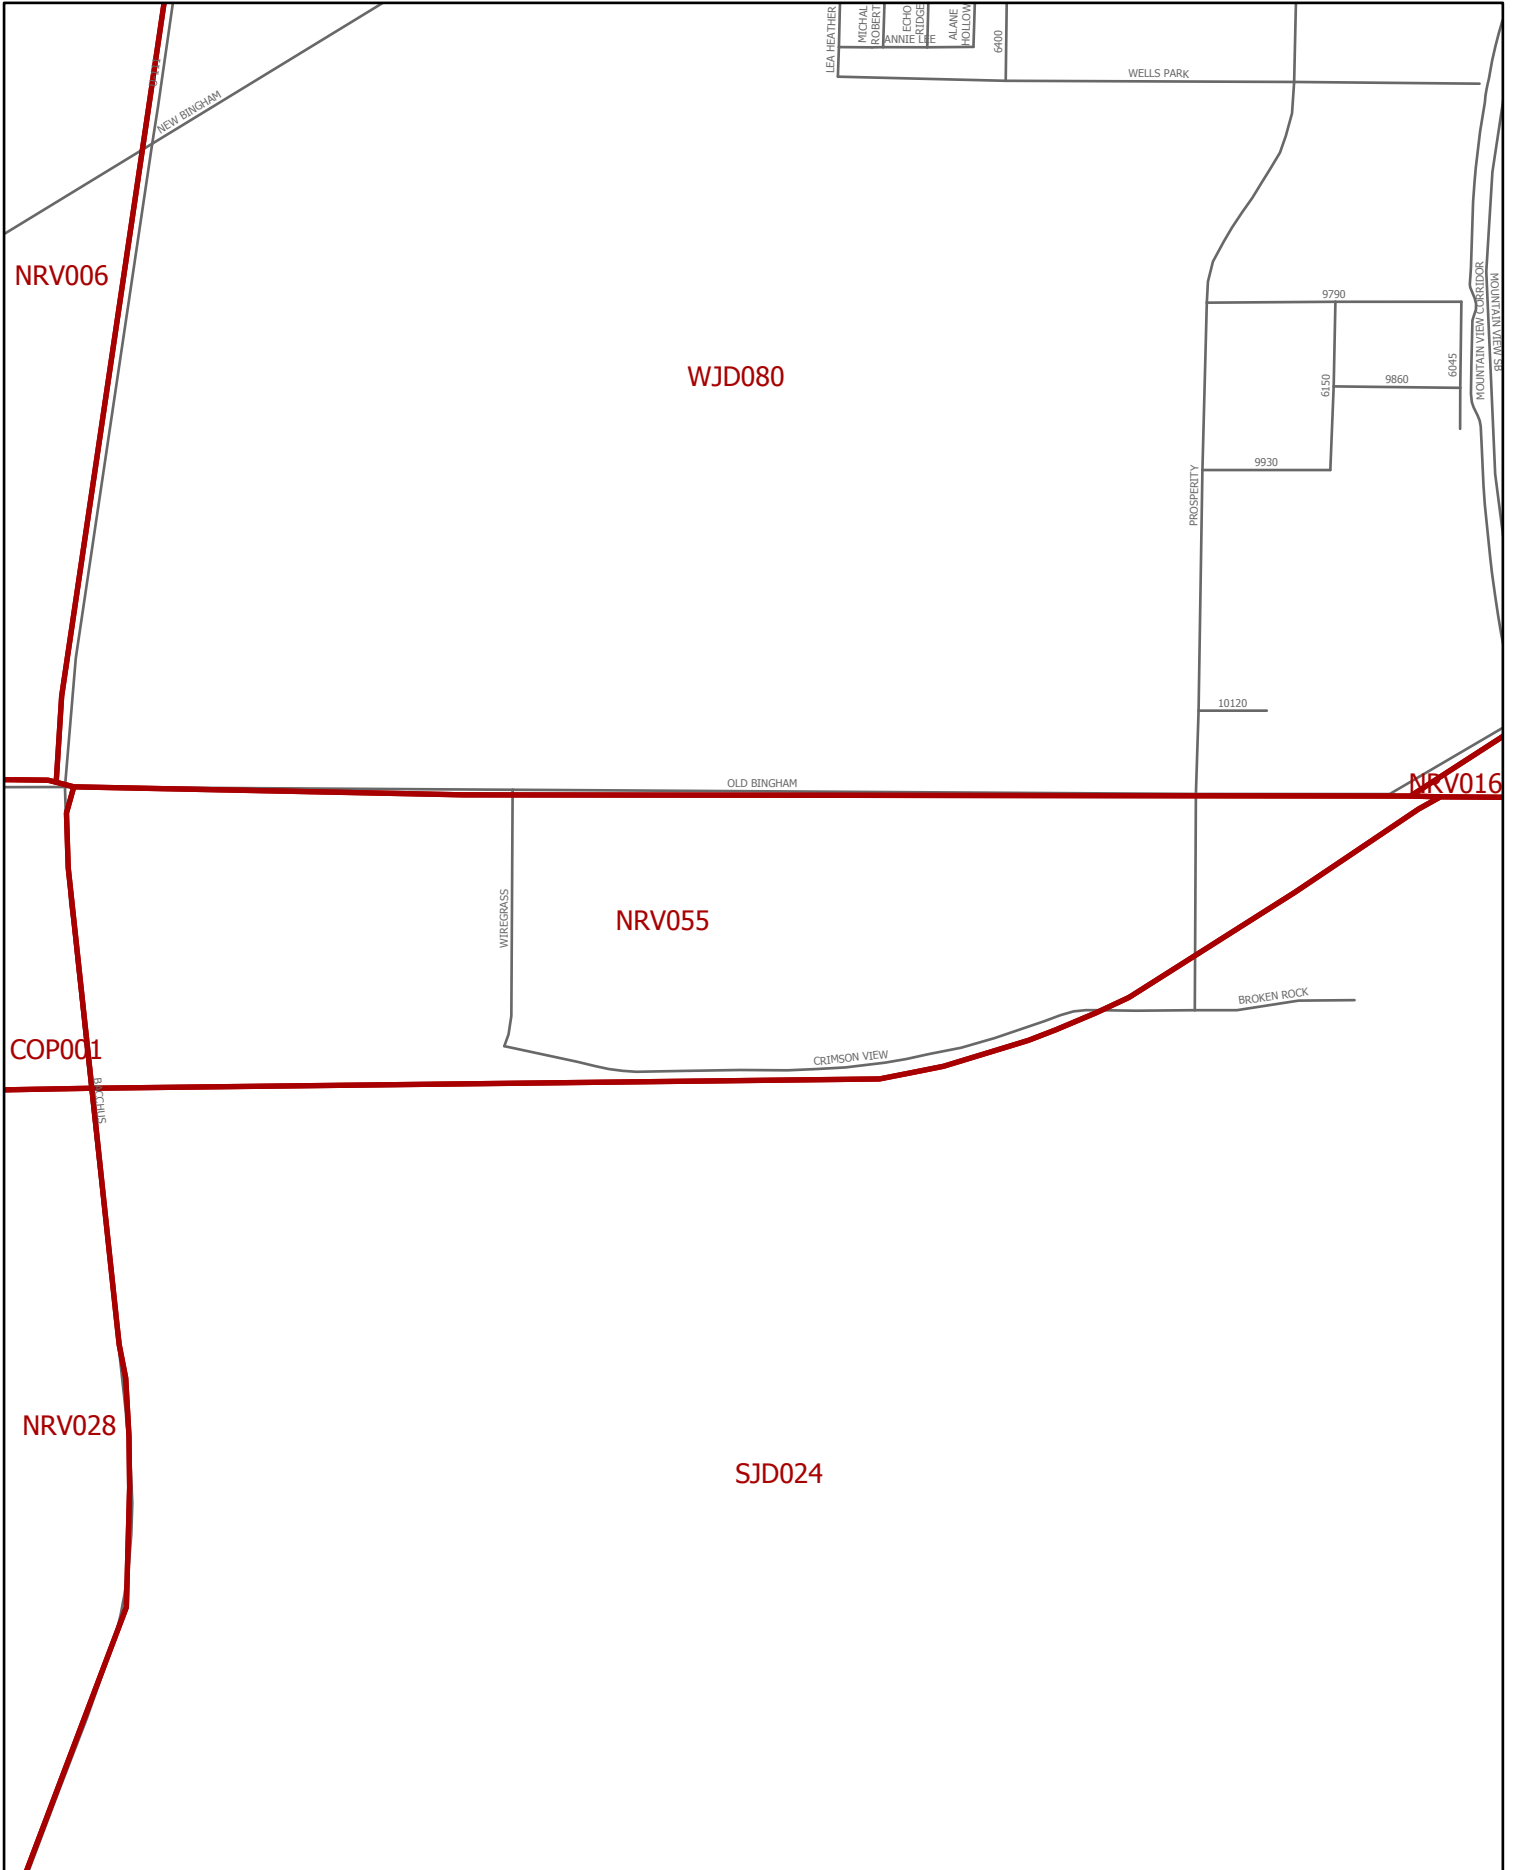 LEA HEATHER
MICHAL
ROBERT
ECHO
RIDGE
ALANE
HOLLOW
ANNIE LEE
6400
WELLS PARK
NEW BINGHAM
NRV006
WJD080
MOUNTAIN VIEW CORRIDOR
MOUNTAIN VIEW SB
9790
6150
6045
9860
9930
PROSPERITY
10120
OLD BINGHAM
NRV016
WIREGRASS
NRV055
BROKEN ROCK
COP001
CRIMSON VIEW
BACCHUS
NRV028
SJD024